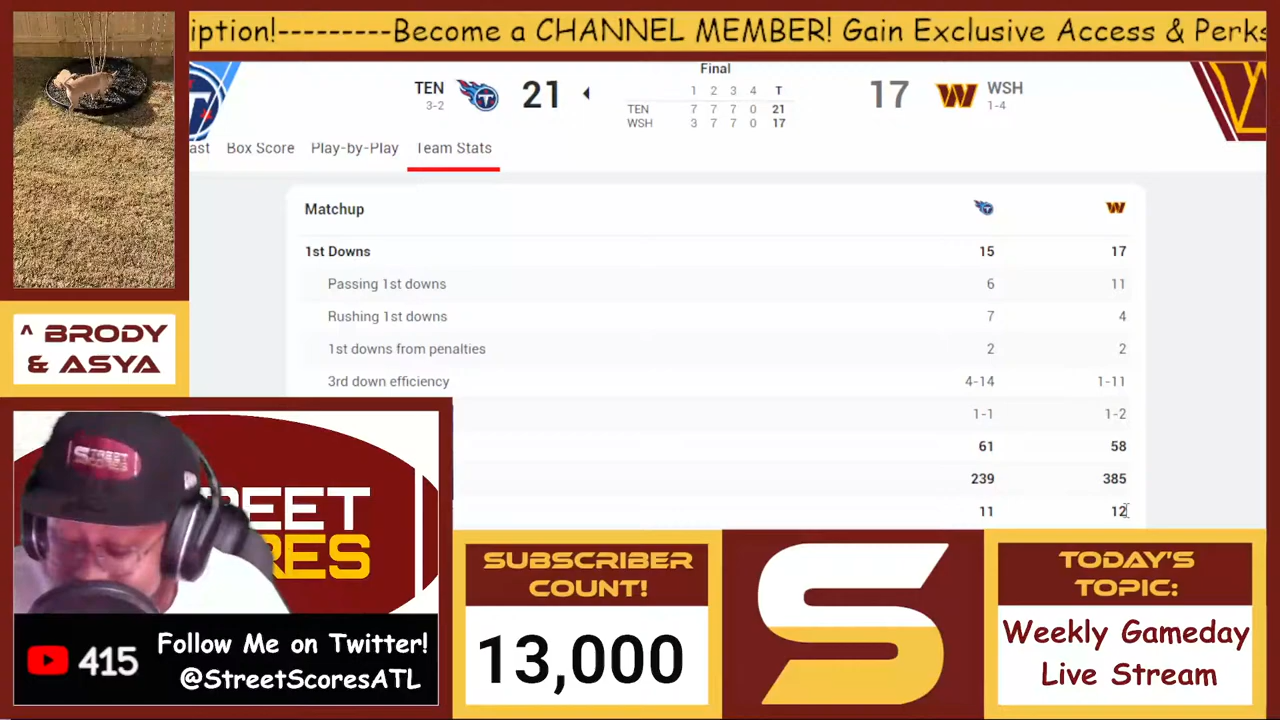 iption!---------Become a CHANNEL MEMBER! Gain Exclusive Access & Perks
TEN
3-2
21
Final
1 2 3 4 T
TEN 7 7 7 0 21
WSH 3 7 7 0 17
17
WSH
1-4
ast Box Score Play-by-Play Team Stats
Matchup
1st Downs 15 17
Passing 1st downs 6 11
Rushing 1st downs 7 4
1st downs from penalties 2 2
3rd down efficiency 4-14 1-11
1-1 1-2
61 58
239 385
11 12
^ BRODY
& ASYA
STREET
SCORES
REET
RES
415
Follow Me on Twitter!
@StreetScoresATL
SUBSCRIBER
COUNT!
13,000
TODAY'S
TOPIC:
Weekly Gameday
Live Stream